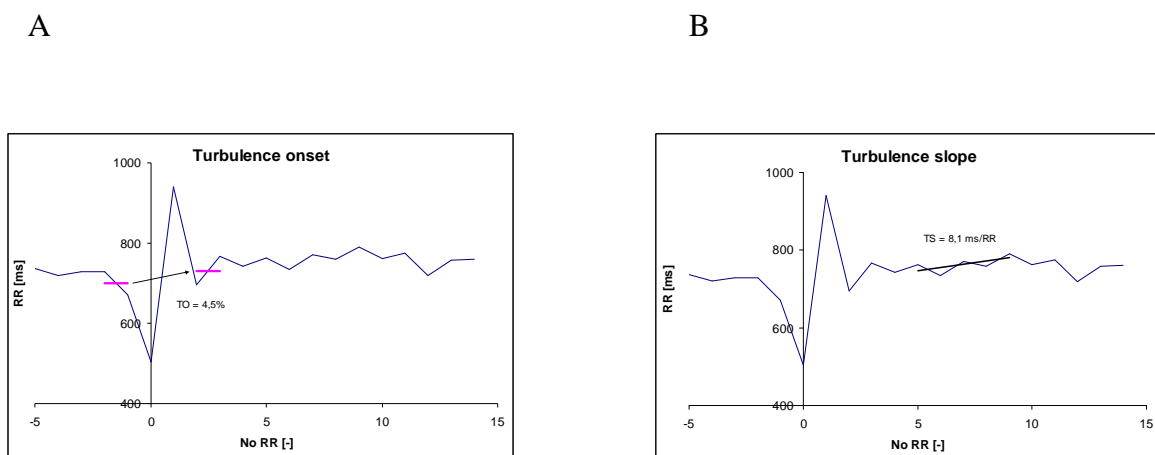 A
B
Turbulence onset
1000
800
600
400
RR [ms]
TO = 4,5%
-5
0
5
10
15
No RR [-]
Turbulence slope
1000
800
600
400
RR [ms]
TS = 8,1 ms/RR
-5
0
5
10
15
No RR [-]